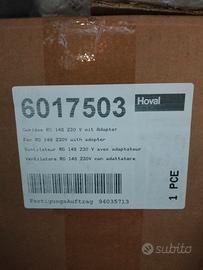 6017503
Hoval
Gebläse RG 148 230 V mit Adapter
Fan RG 148 230V with adapter
Ventilateur RG 148 230 V avec adaptateur
Ventilatore RG 148 230V con adattatore
1 PCE
Fertigungsauftrag 94035713
subito